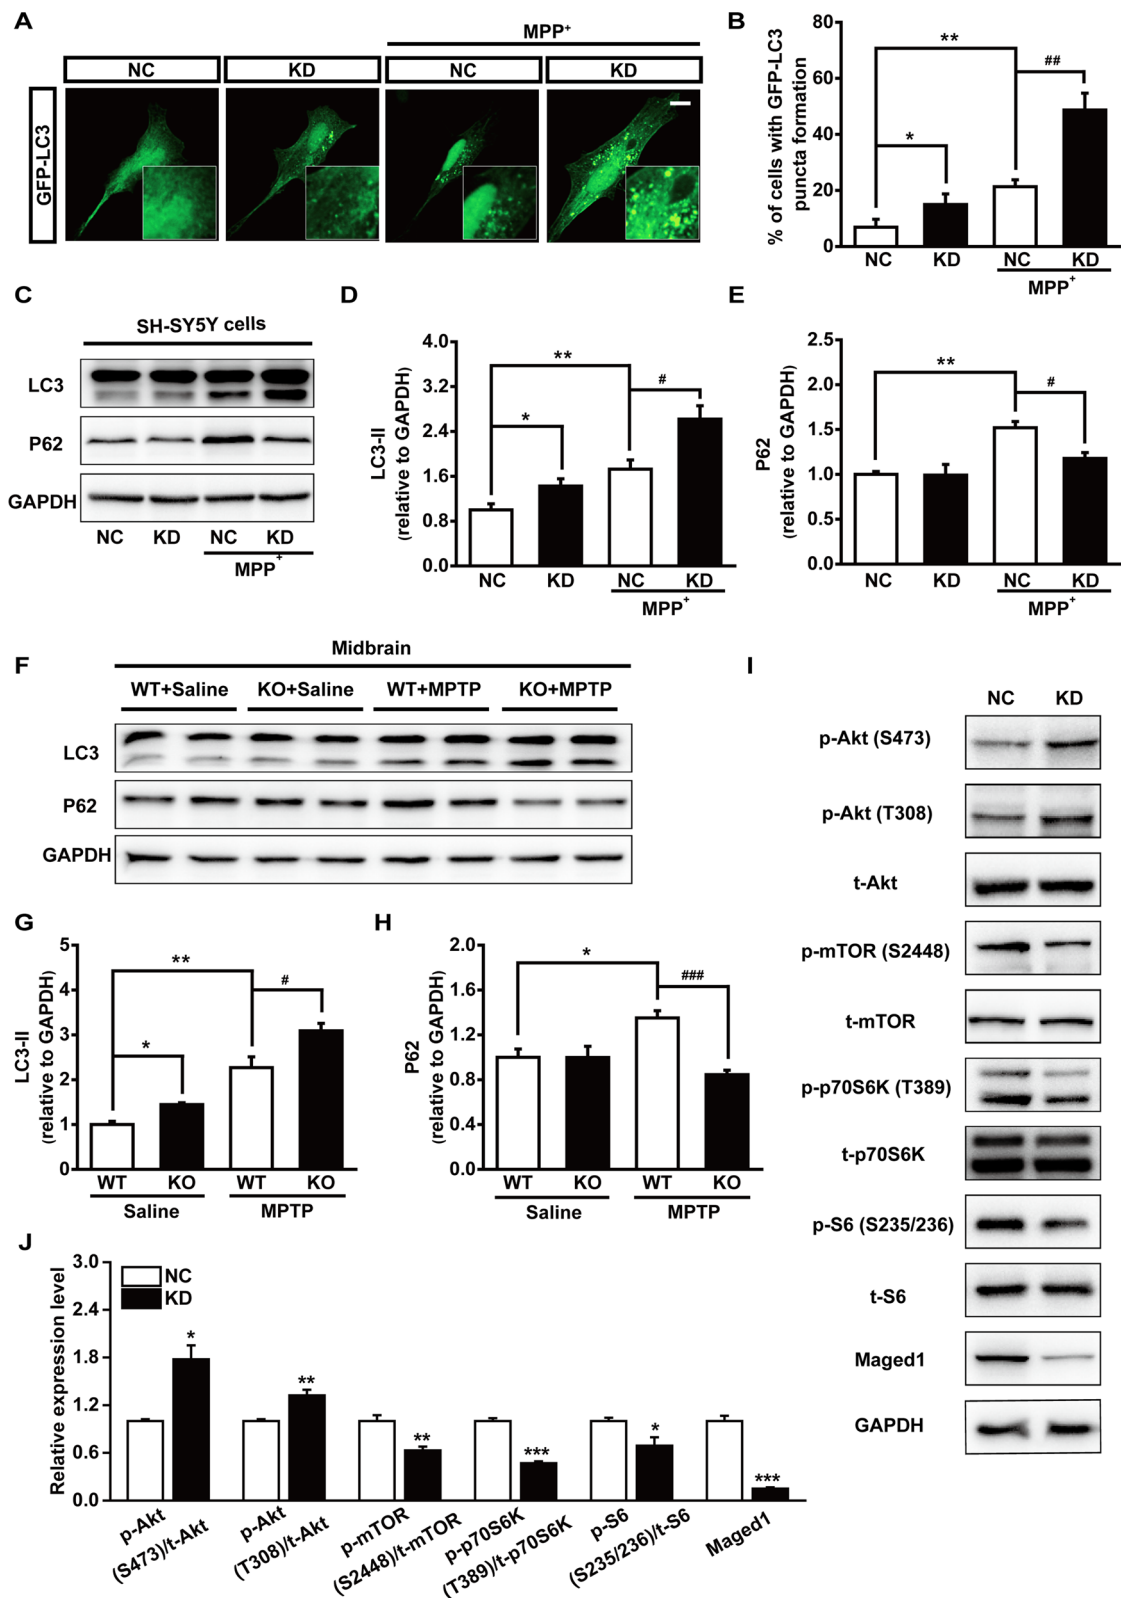 A
MPP+
NC
KD
NC
KD
GFP-LC3
B
% of cells with GFP-LC3
puncta formation
80
60
40
20
0
**
##
*
NC
KD
NC
KD
MPP+
C
SH-SY5Y cells
LC3
P62
GAPDH
NC
KD
NC
KD
MPP+
D
LC3-II
(relative to GAPDH)
4.0
3.2
2.4
1.6
0.8
0.0
**
#
*
NC
KD
NC
KD
MPP+
E
P62
(relative to GAPDH)
2.5
2.0
1.5
1.0
0.5
0.0
**
#
NC
KD
NC
KD
MPP+
F
Midbrain
WT+Saline
KO+Saline
WT+MPTP
KO+MPTP
LC3
P62
GAPDH
G
LC3-II
(relative to GAPDH)
5
4
3
2
1
0
**
#
*
WT
KO
WT
KO
Saline
MPTP
H
P62
(relative to GAPDH)
2.0
1.6
1.2
0.8
0.4
0.0
*
###
WT
KO
WT
KO
Saline
MPTP
I
NC
KD
p-Akt (S473)
p-Akt (T308)
t-Akt
p-mTOR (S2448)
t-mTOR
p-p70S6K (T389)
t-p70S6K
p-S6 (S235/236)
t-S6
Maged1
GAPDH
J
Relative expression level
3.0
2.4
1.8
1.2
0.6
0.0
NC
KD
*
**
**
***
*
***
p-Akt
(S473)/t-Akt
p-Akt
(T308)/t-Akt
p-mTOR
(S2448)/t-mTOR
p-p70S6K
(T389)/t-p70S6K
p-S6
(S235/236)/t-S6
Maged1